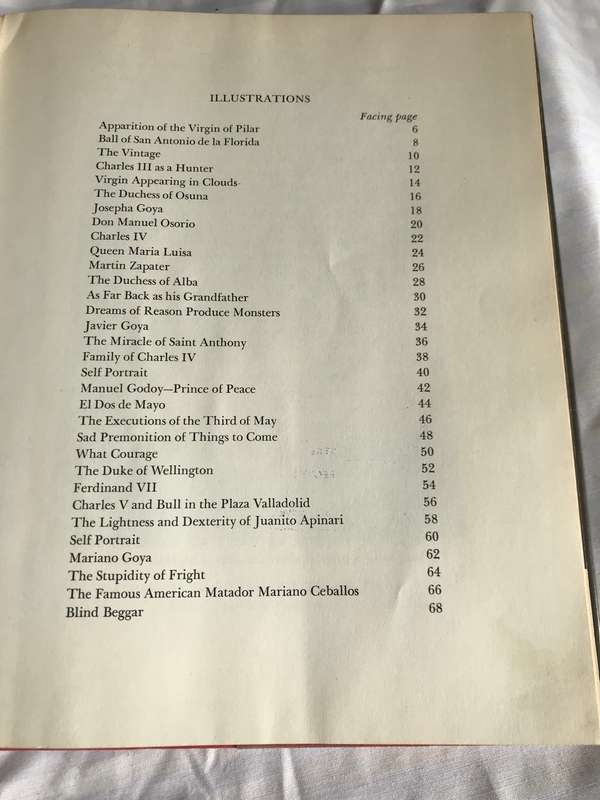 ILLUSTRATIONS
Facing page
Apparition of the Virgin of Pilar 6
Ball of San Antonio de la Florida 8
The Vintage 10
Charles III as a Hunter 12
Virgin Appearing in Clouds 14
The Duchess of Osuna 16
Josepha Goya 18
Don Manuel Osorio 20
Charles IV 22
Queen Maria Luisa 24
Martin Zapater 26
The Duchess of Alba 28
As Far Back as his Grandfather 30
Dreams of Reason Produce Monsters 32
Javier Goya 34
The Miracle of Saint Anthony 36
Family of Charles IV 38
Self Portrait 40
Manuel Godoy—Prince of Peace 42
El Dos de Mayo 44
The Executions of the Third of May 46
Sad Premonition of Things to Come 48
What Courage 50
The Duke of Wellington 52
Ferdinand VII 54
Charles V and Bull in the Plaza Valladolid 56
The Lightness and Dexterity of Juanito Apinari 58
Self Portrait 60
Mariano Goya 62
The Stupidity of Fright 64
The Famous American Matador Mariano Ceballos 66
Blind Beggar 68